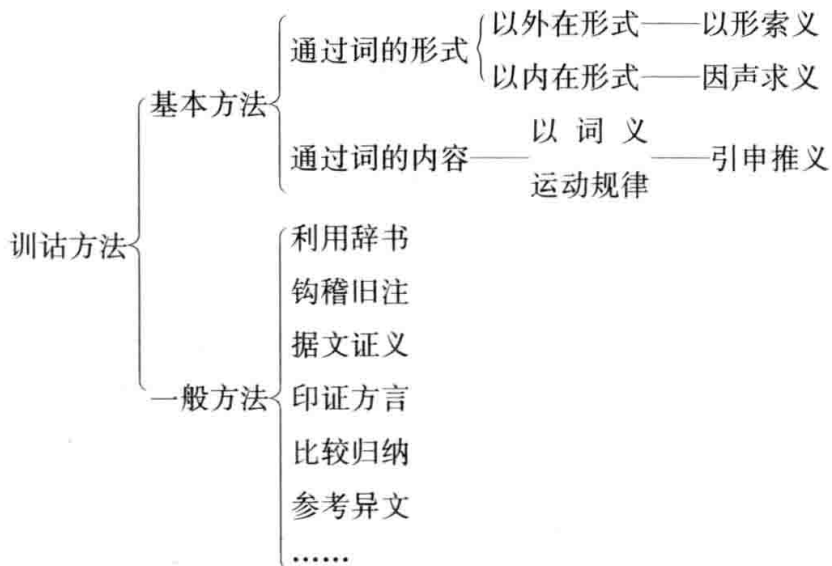 以外在形式——以形索义
通过词的形式
以内在形式——因声求义
基本方法
以 词 义
通过词的内容—— ——引申推义
运动规律
训诂方法
利用辞书
钩稽旧注
据文证义
一般方法
印证方言
比较归纳
参考异文
……